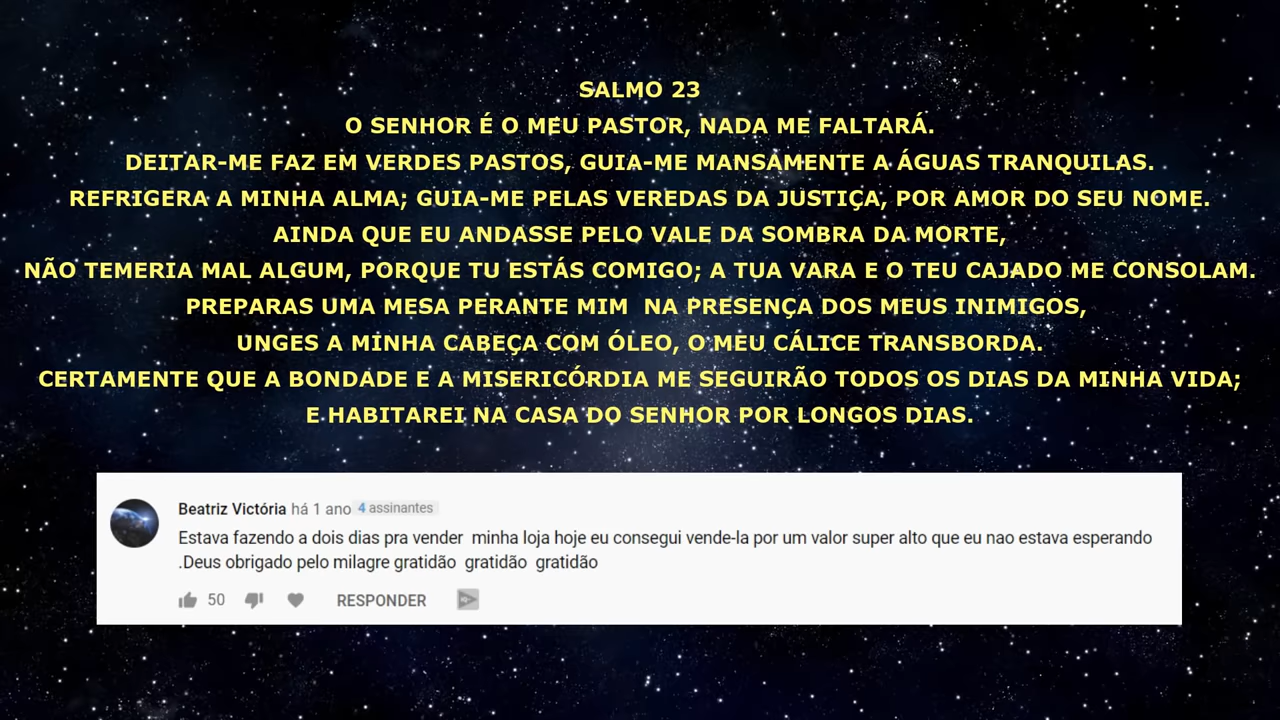 SALMO 23
O SENHOR É O MEU PASTOR, NADA ME FALTARÁ.
DEITAR-ME FAZ EM VERDES PASTOS, GUIA-ME MANSAMENTE A ÁGUAS TRANQUILAS.
REFRIGERA A MINHA ALMA; GUIA-ME PELAS VEREDAS DA JUSTIÇA, POR AMOR DO SEU NOME.
AINDA QUE EU ANDASSE PELO VALE DA SOMBRA DA MORTE,
NÃO TEMERIA MAL ALGUM, PORQUE TU ESTÁS COMIGO; A TUA VARA E O TEU CAJADO ME CONSOLAM.
PREPARAS UMA MESA PERANTE MIM  NA PRESENÇA DOS MEUS INIMIGOS,
UNGES A MINHA CABEÇA COM ÓLEO, O MEU CÁLICE TRANSBORDA.
CERTAMENTE QUE A BONDADE E A MISERICÓRDIA ME SEGUIRÃO TODOS OS DIAS DA MINHA VIDA;
E HABITAREI NA CASA DO SENHOR POR LONGOS DIAS.
Beatriz Victória há 1 ano 4 assinantes
Estava fazendo a dois dias pra vender  minha loja hoje eu consegui vende-la por um valor super alto que eu nao estava esperando
.Deus obrigado pelo milagre gratidão  gratidão  gratidão
50 RESPONDER